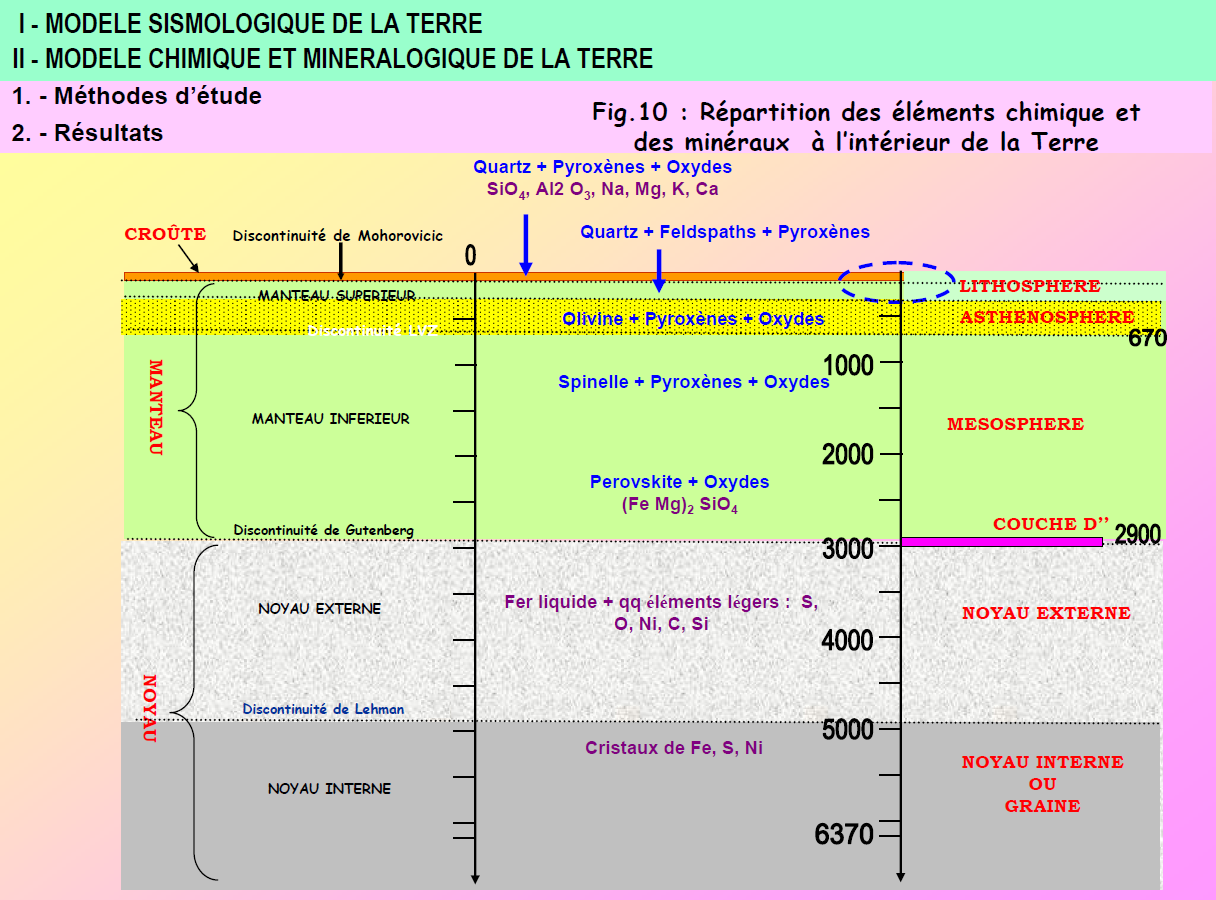 I - MODELE SISMOLOGIQUE DE LA TERRE
II - MODELE CHIMIQUE ET MINERALOGIQUE DE LA TERRE
1. - Méthodes d’étude
2. - Résultats
Fig.10 : Répartition des éléments chimique et
des minéraux à l’intérieur de la Terre
Quartz + Pyroxènes + Oxydes
SiO4, Al2 O3, Na, Mg, K, Ca
CROÛTE
Discontinuité de Mohorovicic
0
Quartz + Feldspaths + Pyroxènes
MANTEAU SUPERIEUR
LITHOSPHERE
Discontinuité LVZ
Olivine + Pyroxènes + Oxydes
ASTHENOSPHERE
670
MANTEAU
1000
Spinelle + Pyroxènes + Oxydes
MANTEAU INFERIEUR
MESOSPHERE
2000
Perovskite + Oxydes
(Fe Mg)2 SiO4
Discontinuité de Gutenberg
COUCHE D’’
2900
3000
NOYAU EXTERNE
Fer liquide + qq éléments légers : S,
O, Ni, C, Si
NOYAU EXTERNE
4000
NOYAU
Discontinuité de Lehman
5000
Cristaux de Fe, S, Ni
NOYAU INTERNE
NOYAU INTERNE
OU
GRAINE
6370